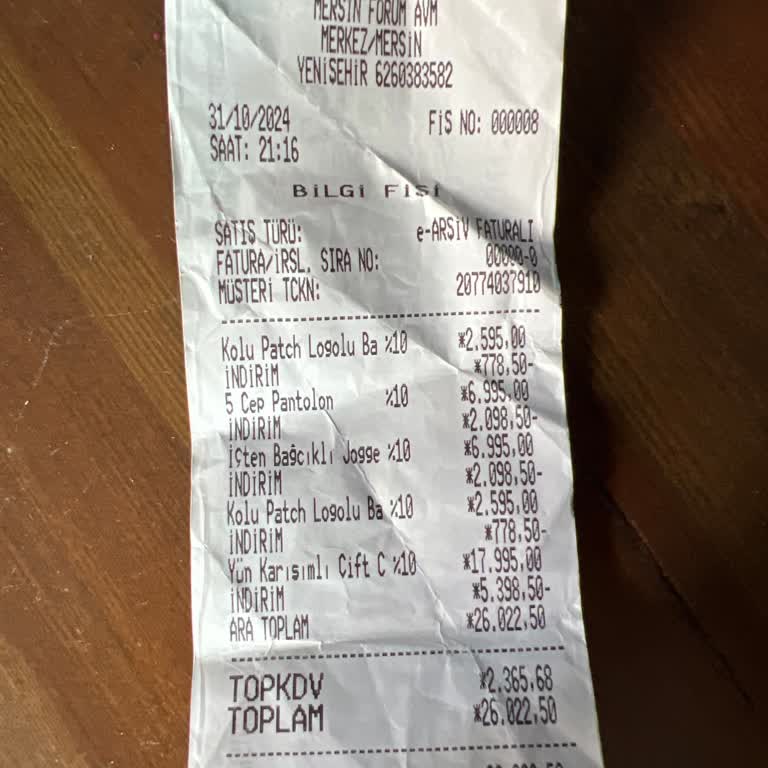 MERSİN FORUM AVM
MERKEZ/MERSİN
YENİSEHİR 6260383582
31/10/2024 FİŞ NO: 000008
SAAT: 21:16
BİLGİ FİŞİ
SATIŞ TÜRÜ: e-ARŞİV FATURALI
FATURA/İRSL. SIRA NO: 00000-0
MÜŞTERİ TCKN: 20774037910
Kolu Patch Logolu Ba %10 *2.595,00
İNDİRİM *778,50-
5 Cep Pantolon %10 *6.995,00
İNDİRİM *2.098,50-
İçten Bağcıklı Jogge %10 *6.995,00
İNDİRİM *2.098,50-
Kolu Patch Logolu Ba %10 *2.595,00
İNDİRİM *778,50-
Yün Karısımlı Cift C %10 *17.995,00
İNDİRİM *5.398,50-
ARA TOPLAM *26.022,50
TOPKDV *2.365,68
TOPLAM *26.022,50